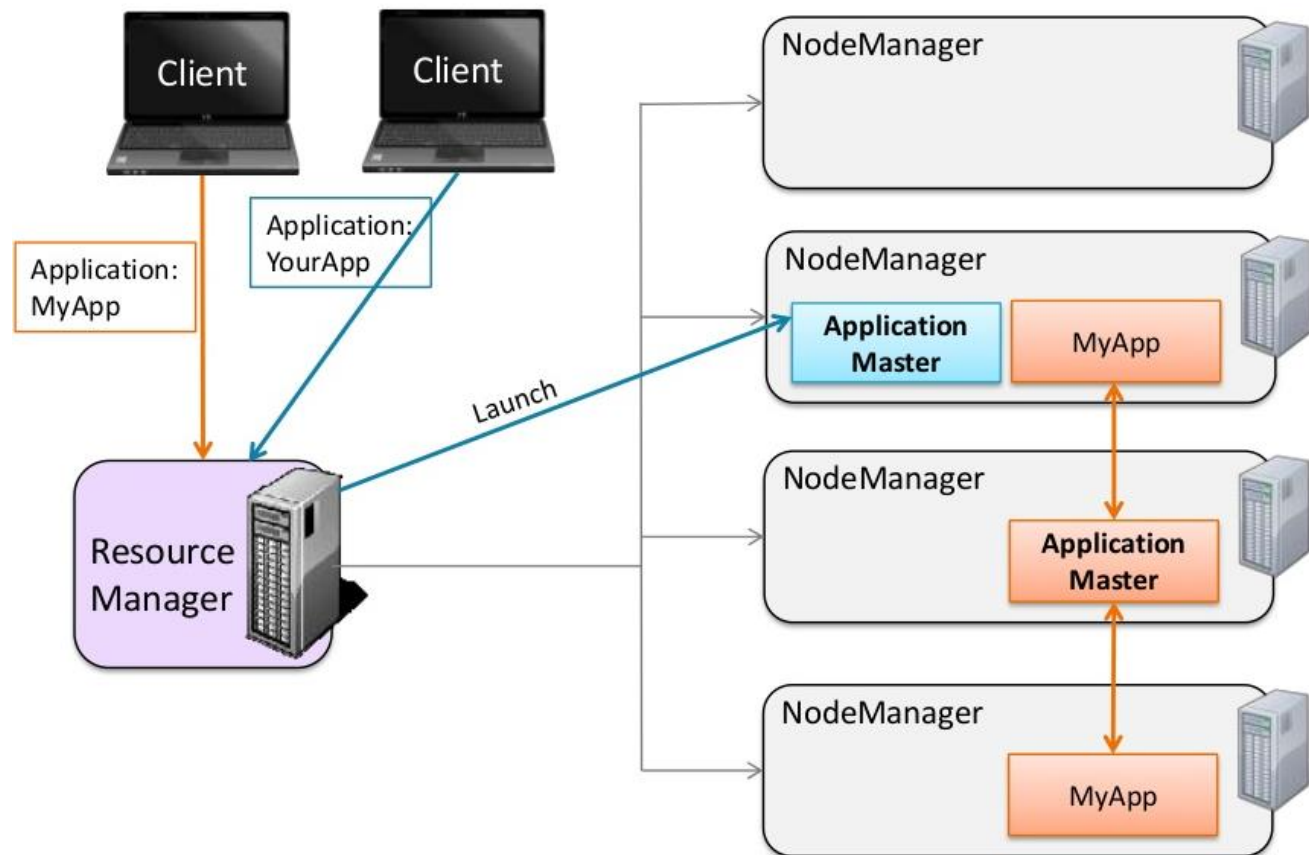 Client
Client
Application:
MyApp
Application:
YourApp
Launch
Resource
Manager
NodeManager
NodeManager
Application
Master
MyApp
NodeManager
Application
Master
NodeManager
MyApp